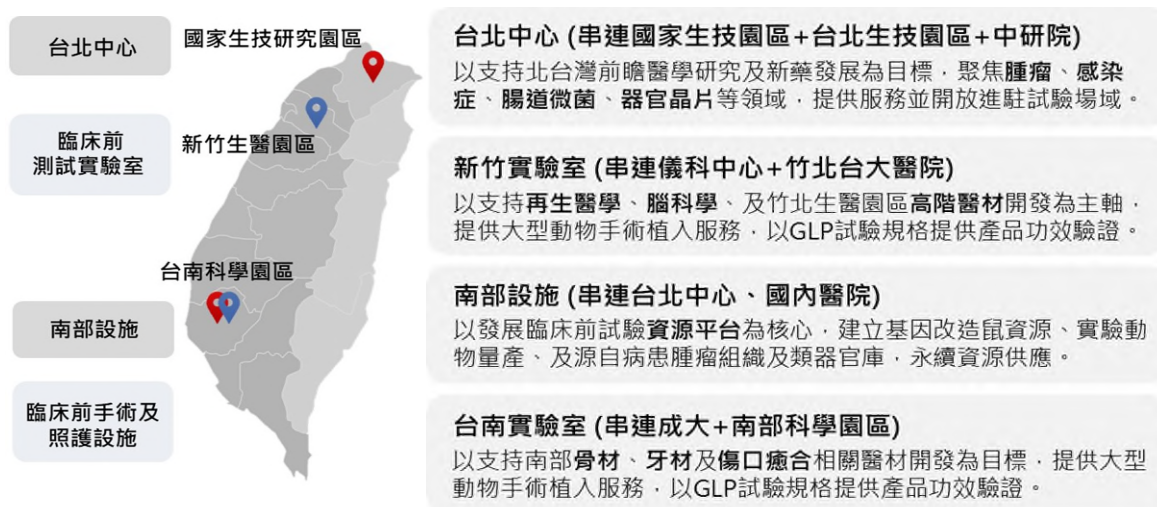 台北中心
國家生技研究園區
臨床前
測試實驗室
新竹生醫園區
台南科學園區
南部設施
臨床前手術及
照護設施
台北中心 (串連國家生技園區+台北生技園區+中研院)
以支持北台灣前瞻醫學研究及新藥發展為目標，聚焦腫瘤、感染
症、腸道微菌、器官晶片等領域，提供服務並開放進駐試驗場域。
新竹實驗室 (串連儀科中心+竹北台大醫院)
以支持再生醫學、腦科學、及竹北生醫園區高階醫材開發為主軸，
提供大型動物手術植入服務，以GLP試驗規格提供產品功效驗證。
南部設施 (串連台北中心、國內醫院)
以發展臨床前試驗資源平台為核心，建立基因改造鼠資源、實驗動
物量產、及源自病患腫瘤組織及類器官庫，永續資源供應。
台南實驗室 (串連成大+南部科學園區)
以支持南部骨材、牙材及傷口癒合相關醫材開發為目標，提供大型
動物手術植入服務，以GLP試驗規格提供產品功效驗證。